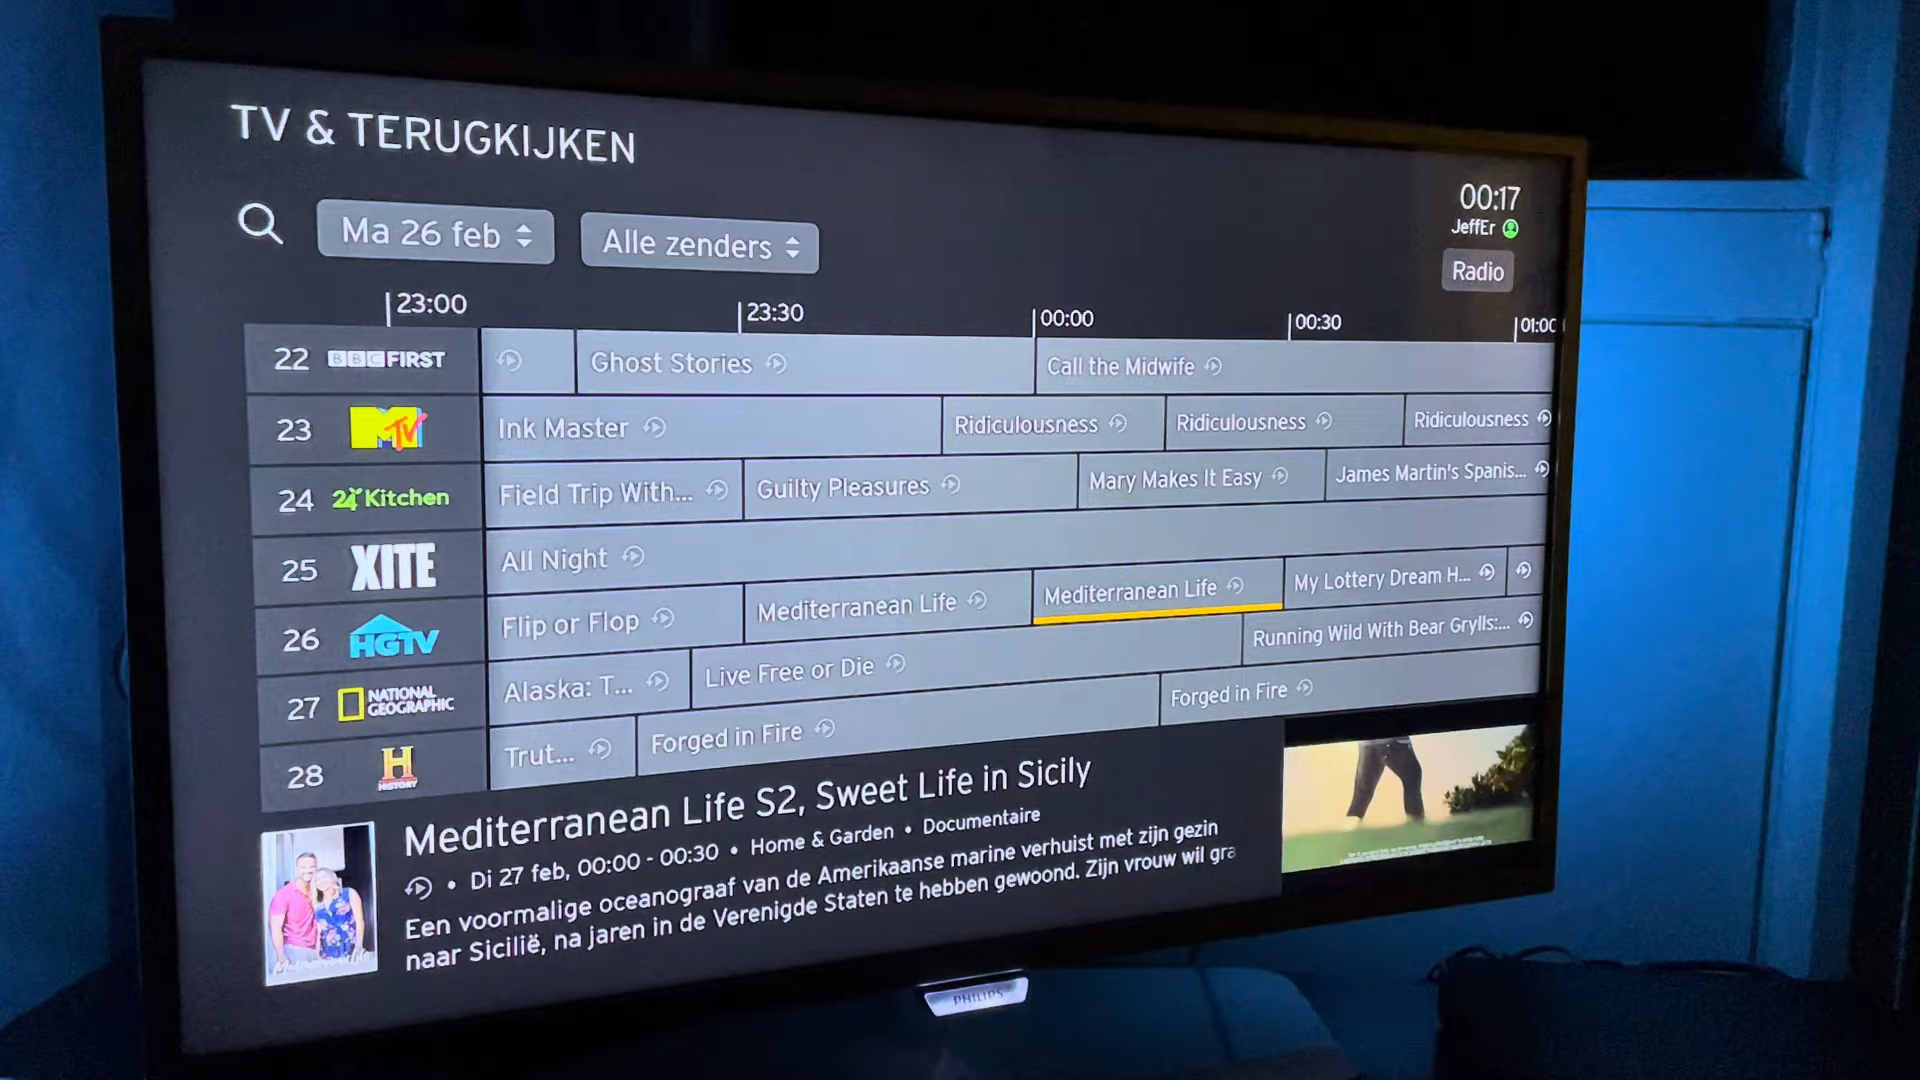 TV & TERUGKIJKEN
Ma 26 feb
Alle zenders
00:17
JeffEr
Radio
23:00 23:30 00:00 00:30 01:00
22 BBC FIRST Ghost Stories Call the Midwife
23 MTV Ink Master Ridiculousness Ridiculousness Ridiculousness
24 24Kitchen Field Trip With... Guilty Pleasures Mary Makes It Easy James Martin's Spanis...
25 XITE All Night
26 HGTV Flip or Flop Mediterranean Life Mediterranean Life My Lottery Dream H...
27 NATIONAL GEOGRAPHIC Alaska: T... Live Free or Die Running Wild With Bear Grylls:...
28 H HISTORY Trut... Forged in Fire Forged in Fire
Mediterranean Life S2, Sweet Life in Sicily
• Di 27 feb, 00:00 - 00:30 • Home & Garden • Documentaire
Een voormalige oceanograaf van de Amerikaanse marine verhuist met zijn gezin
naar Sicilië, na jaren in de Verenigde Staten te hebben gewoond. Zijn vrouw wil gra
PHILIPS